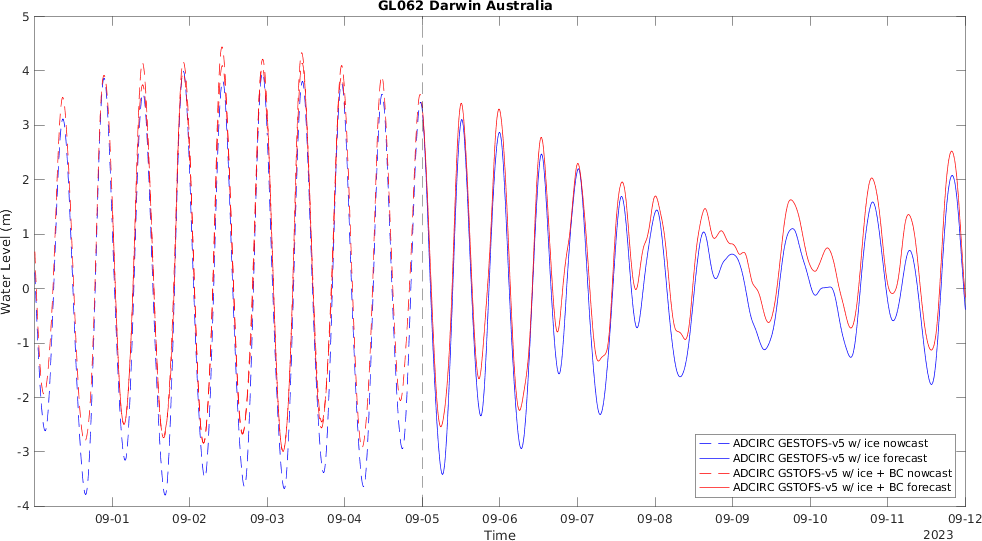 GL062 Darwin Australia
Water Level (m)
5
4
3
2
1
0
-1
-2
-3
-4
ADCIRC GESTOFS-v5 w/ ice nowcast
ADCIRC GESTOFS-v5 w/ ice forecast
ADCIRC GSTOFS-v5 w/ ice + BC nowcast
ADCIRC GSTOFS-v5 w/ ice + BC forecast
09-01 09-02 09-03 09-04 09-05 09-06 09-07 09-08 09-09 09-10 09-11 09-12
Time
2023